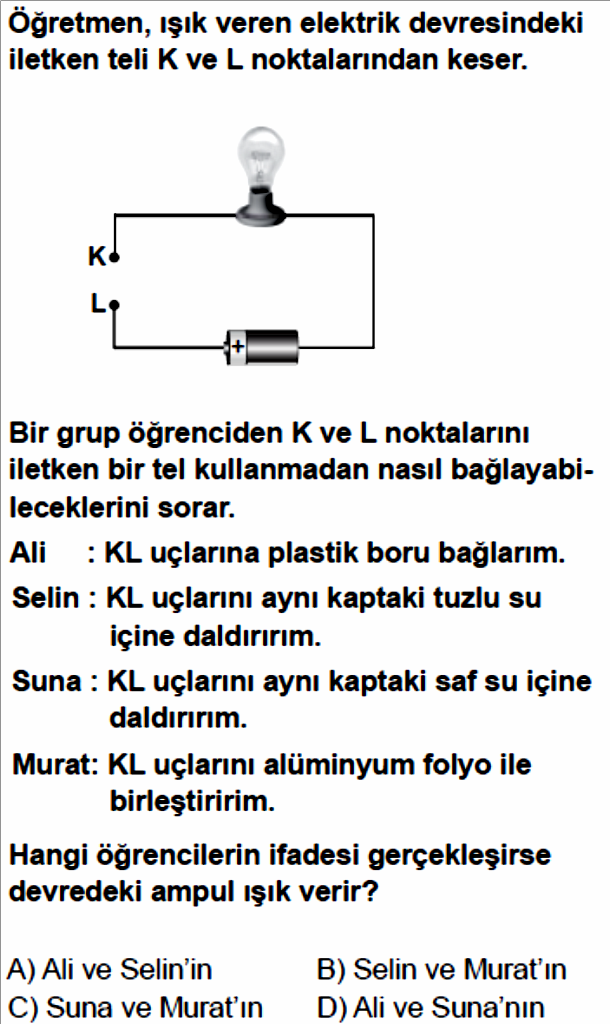 Öğretmen, ışık veren elektrik devresindeki
iletken teli K ve L noktalarından keser.
K
L
+
Bir grup öğrenciden K ve L noktalarını
iletken bir tel kullanmadan nasıl bağlayabi-
leceklerini sorar.
Ali : KL uçlarına plastik boru bağlarım.
Selin : KL uçlarını aynı kaptaki tuzlu su
içine daldırırım.
Suna : KL uçlarını aynı kaptaki saf su içine
daldırırım.
Murat: KL uçlarını alüminyum folyo ile
birleştiririm.
Hangi öğrencilerin ifadesi gerçekleşirse
devredeki ampul ışık verir?
A) Ali ve Selin’in B) Selin ve Murat’ın
C) Suna ve Murat’ın D) Ali ve Suna’nın